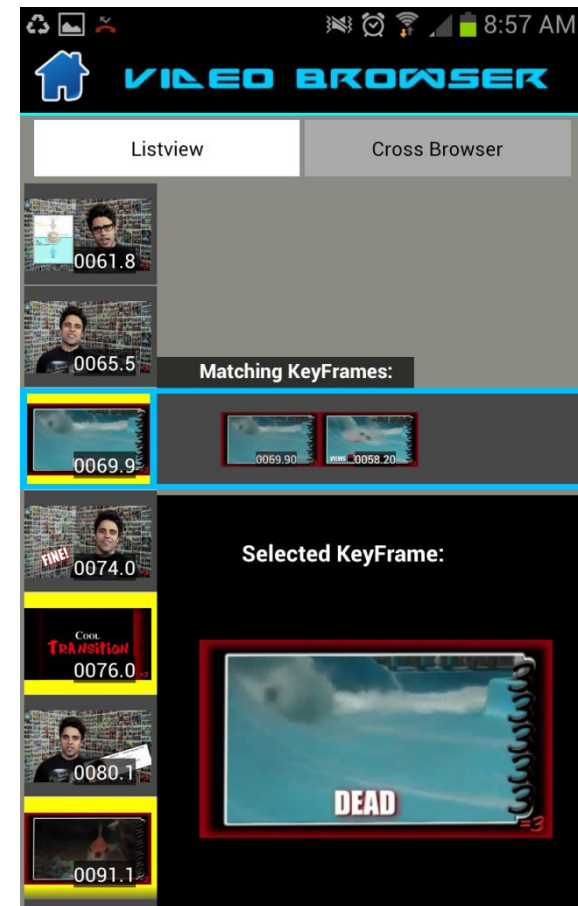 8:57 AM
VIDEO BROWSER
Listview
Cross Browser
0061.8
0065.5
Matching KeyFrames:
0069.9
0069.90
0058.20
FINE!
0074.0
Selected KeyFrame:
COOL
TRANSITION
0076.0
0080.1
DEAD
=3
0091.1